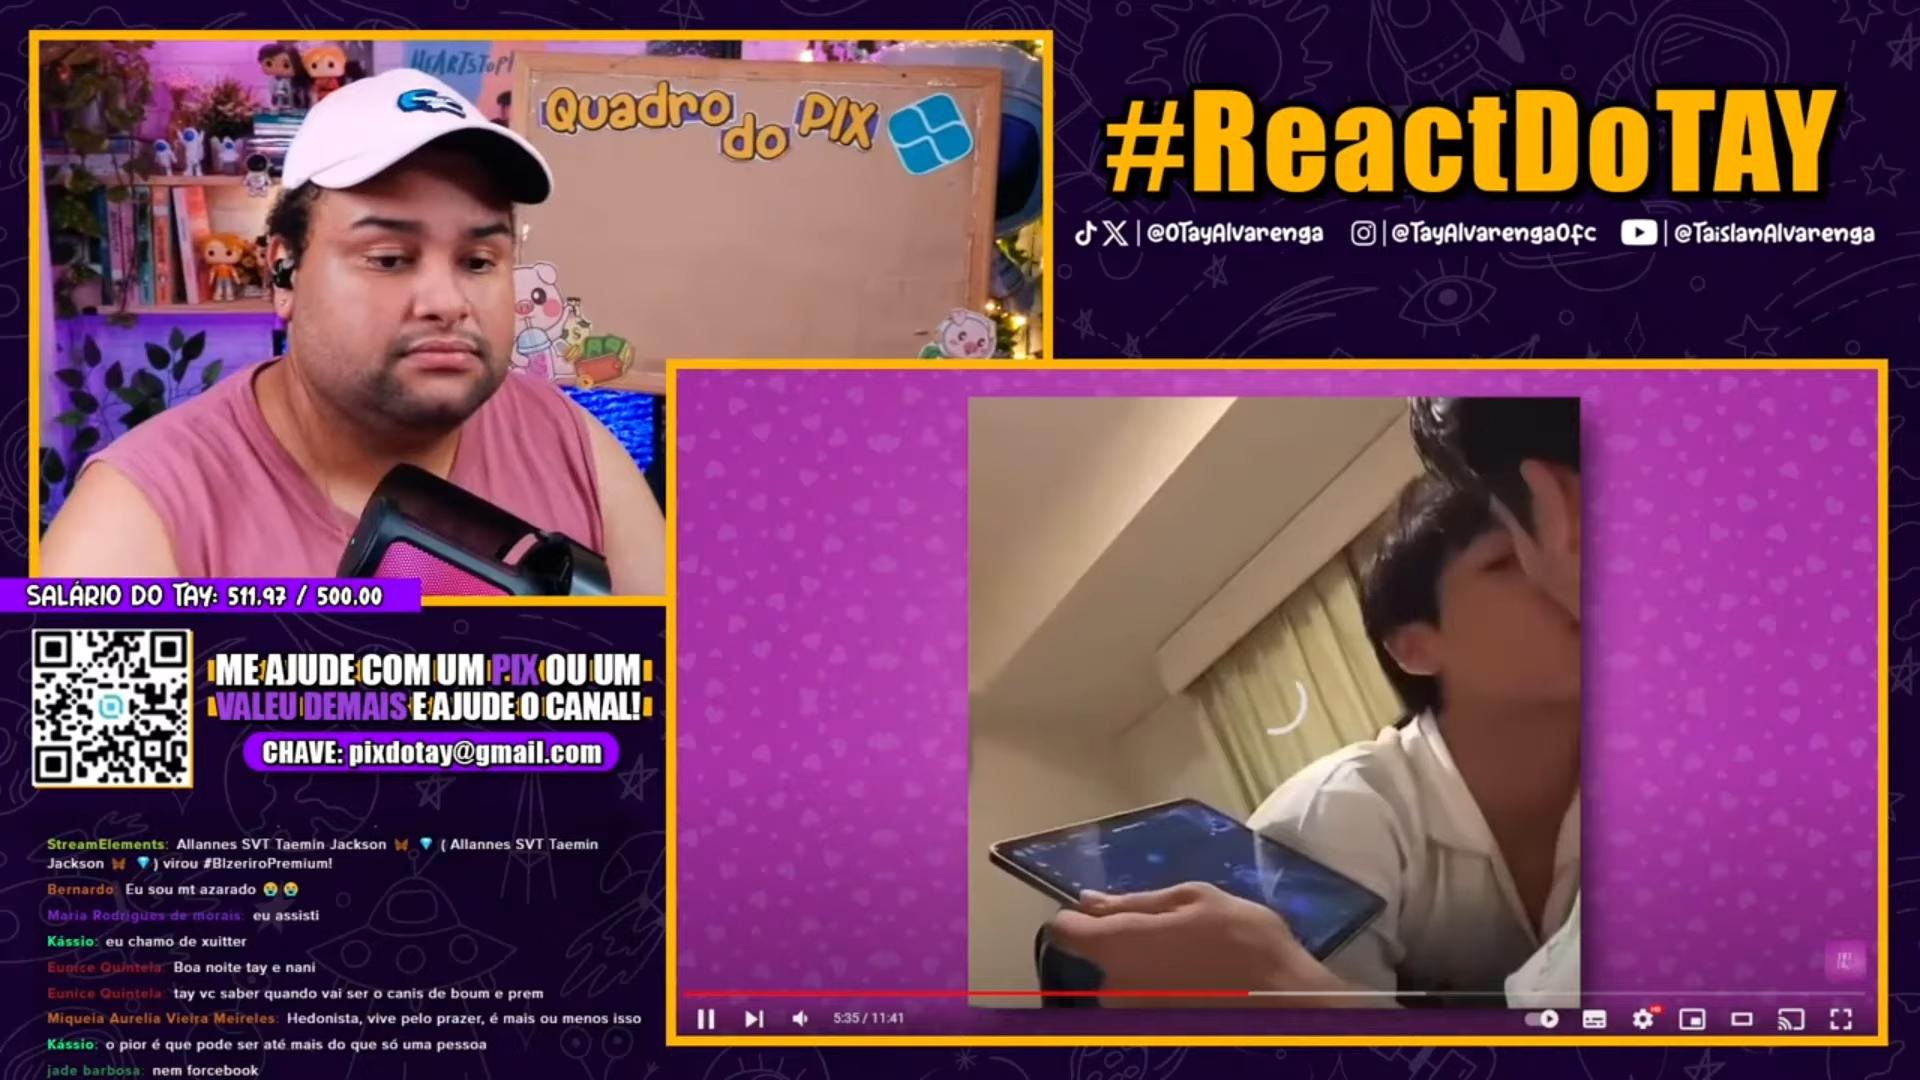 HEARTSTOP
Quadro do PIX
#ReactDoTAY
@OTayAlvarenga
@TayAlvarengaOfc
@TaislanAlvarenga
SALÁRIO DO TAY: 511.97 / 500.00
ME AJUDE COM UM PIX OU UM
VALEU DEMAIS E AJUDE O CANAL!
CHAVE: pixdotay@gmail.com
StreamElements: Allannes SVT Taemin Jackson 🦋 💎 ( Allannes SVT Taemin
Jackson 🦋 💎 ) virou #BlzeriroPremium!
Bernardo: Eu sou mt azarado 😭😭
Maria Rodrigues de morais: eu assisti
Kássio: eu chamo de xuitter
Eunice Quintela: Boa noite tay e nani
Eunice Quintela: tay vc saber quando vai ser o canis de boum e prem
Miqueia Aurelia Vieira Meireles: Hedonista, vive pelo prazer, é mais ou menos isso
Kássio: o pior é que pode ser até mais do que só uma pessoa
jade barbosa: nem forcebook
5:35 / 11:41
HD